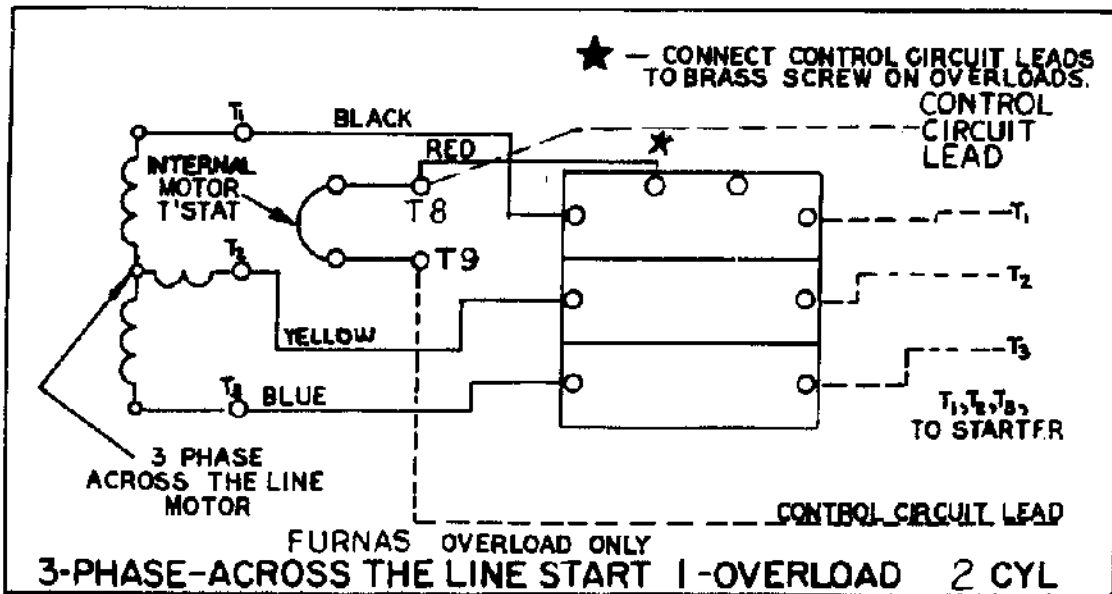 ★ – CONNECT CONTROL CIRCUIT LEADS
TO BRASS SCREW ON OVERLOADS.
CONTROL
CIRCUIT
LEAD
T1
BLACK
RED
★
INTERNAL
MOTOR
T'STAT
T8
T1
T2
T9
T2
YELLOW
T3
T3
BLUE
T1, T2, T3,
TO STARTER
3 PHASE
ACROSS THE LINE
MOTOR
CONTROL CIRCUIT LEAD
FURNAS OVERLOAD ONLY
3-PHASE-ACROSS THE LINE START 1-OVERLOAD 2 CYL